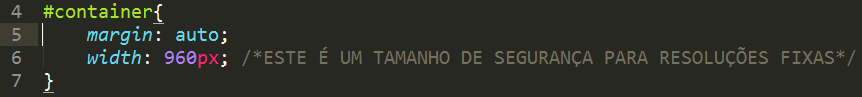 4 #container{
5 margin: auto;
6 width: 960px; /*ESTE É UM TAMANHO DE SEGURANÇA PARA RESOLUÇÕES FIXAS*/
7 }